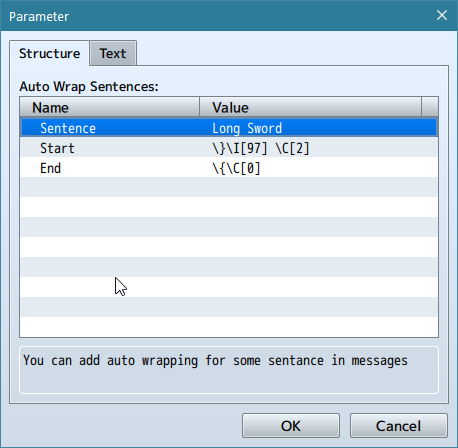 Parameter
Structure Text
Auto Wrap Sentences:
Name Value
Sentence Long Sword
Start \}\I[97] \C[2]
End \{\C[0]
You can add auto wrapping for some sentance in messages
OK Cancel